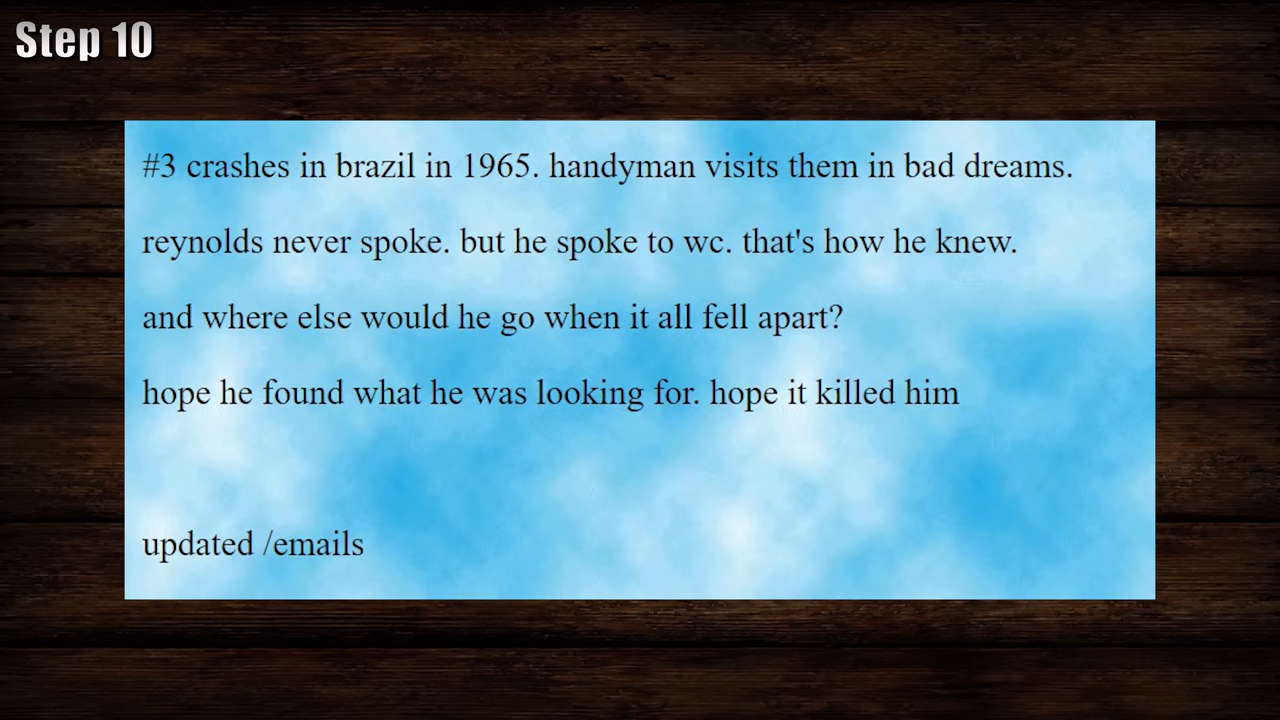 Step 10
#3 crashes in brazil in 1965. handyman visits them in bad dreams.
reynolds never spoke. but he spoke to wc. that's how he knew.
and where else would he go when it all fell apart?
hope he found what he was looking for. hope it killed him
updated /emails